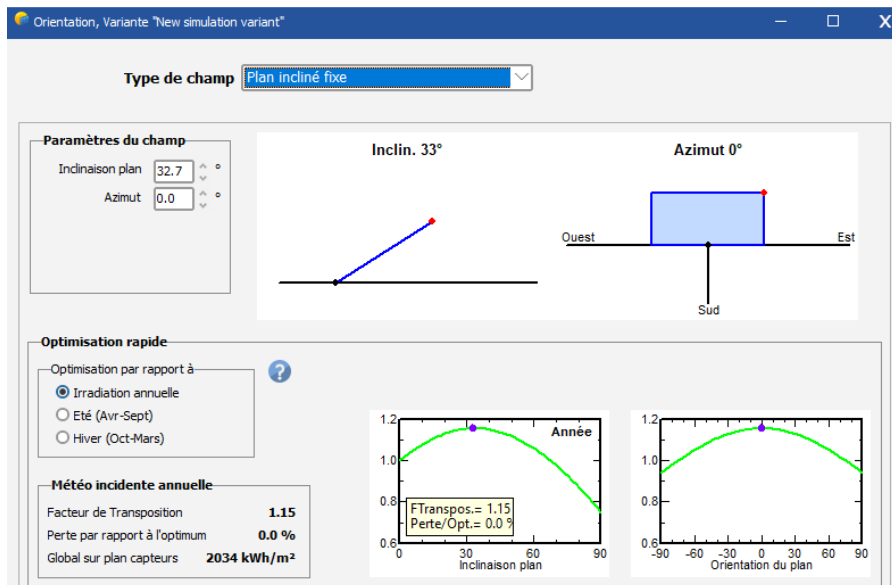 Orientation, Variante "New simulation variant"
Type de champ Plan incliné fixe
Paramètres du champ
Inclinaison plan 32.7 °
Azimut 0.0 °
Inclin. 33°
Azimut 0°
Ouest Est
Sud
Optimisation rapide
Optimisation par rapport à
Irradiation annuelle
Eté (Avr-Sept)
Hiver (Oct-Mars)
?
Météo incidente annuelle
Facteur de Transposition 1.15
Perte par rapport à l'optimum 0.0 %
Global sur plan capteurs 2034 kWh/m²
1.2
1.0
0.8
0.6
Année
FTranspos.= 1.15
Perte/Opt.= 0.0 %
0 30 60 90
Inclinaison plan
1.2
1.0
0.8
0.6
-90 -60 -30 0 30 60 90
Orientation du plan